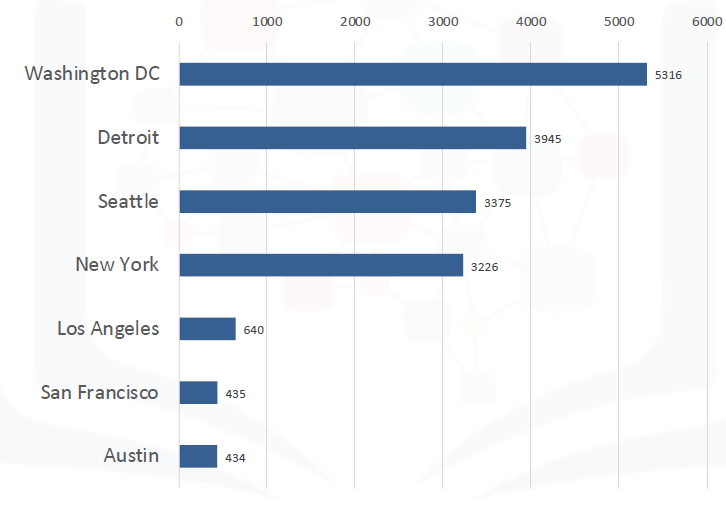 0 1000 2000 3000 4000 5000 6000
Washington DC 5316
Detroit 3945
Seattle 3375
New York 3226
Los Angeles 640
San Francisco 435
Austin 434